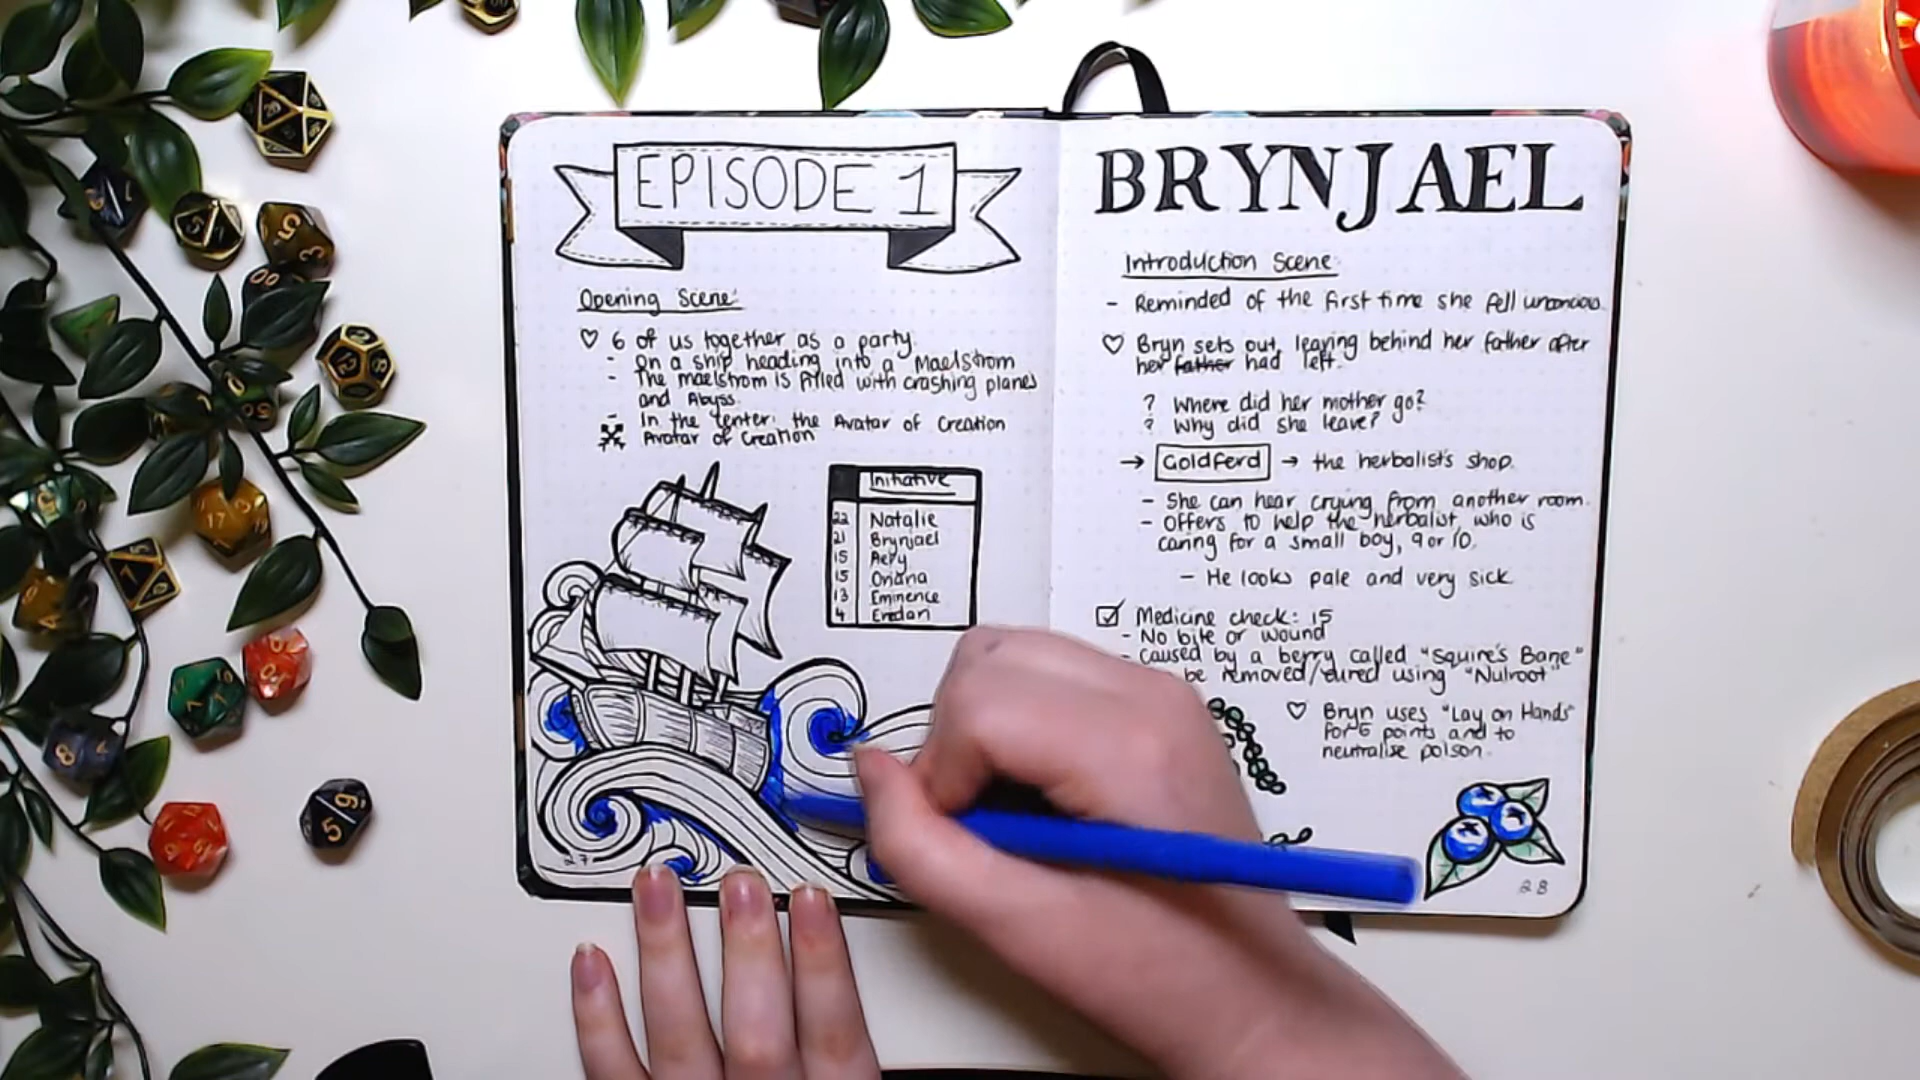 EPISODE 1
Opening Scene:
♡ 6 of us together as a party.
- On a ship heading into a Maelstrom
- The maelstrom is filled with crashing planes
and Abyss.
- In the center: the Avatar of Creation
Avatar of Creation
Initiative
22 Natalie
21 Brynjael
15 Aery
15 Oriana
13 Eminence
4 Eredan
27
BRYNJAEL
Introduction Scene:
- Reminded of the first time she fell
♡ Bryn sets out, leaving behind her father after
her father had left.
? Where did her mother go?
? Why did she leave?
→ Goldferd → the herbalist's shop.
- She can hear crying from another room.
- Offers to help the herbalist, who is
caring for a small boy, 9 or 10.
- He looks pale and very sick
☑ Medicine check: 15
- No bite or wound
- Caused by a berry called "Squire's Bane"
be removed/cured using "Nulroot"
♡ Bryn uses "Lay on Hands"
for 5 points and to
neutralise poison.
28